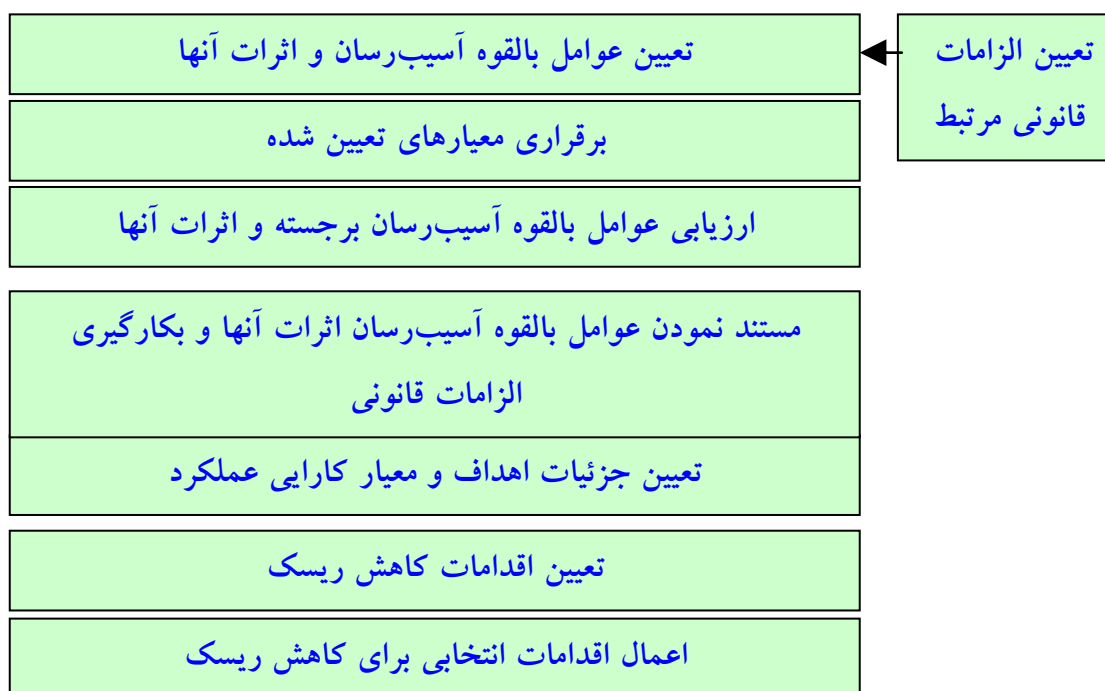 تعیین الزامات
قانونی مرتبط
تعیین عوامل بالقوه آسیب‌رسان و اثرات آنها
برقراری معیارهای تعیین شده
ارزیابی عوامل بالقوه آسیب‌رسان برجسته و اثرات آنها
مستند نمودن عوامل بالقوه آسیب‌رسان اثرات آنها و بکارگیری
الزامات قانونی
تعیین جزئیات اهداف و معیار کارایی عملکرد
تعیین اقدامات کاهش ریسک
اعمال اقدامات انتخابی برای کاهش ریسک